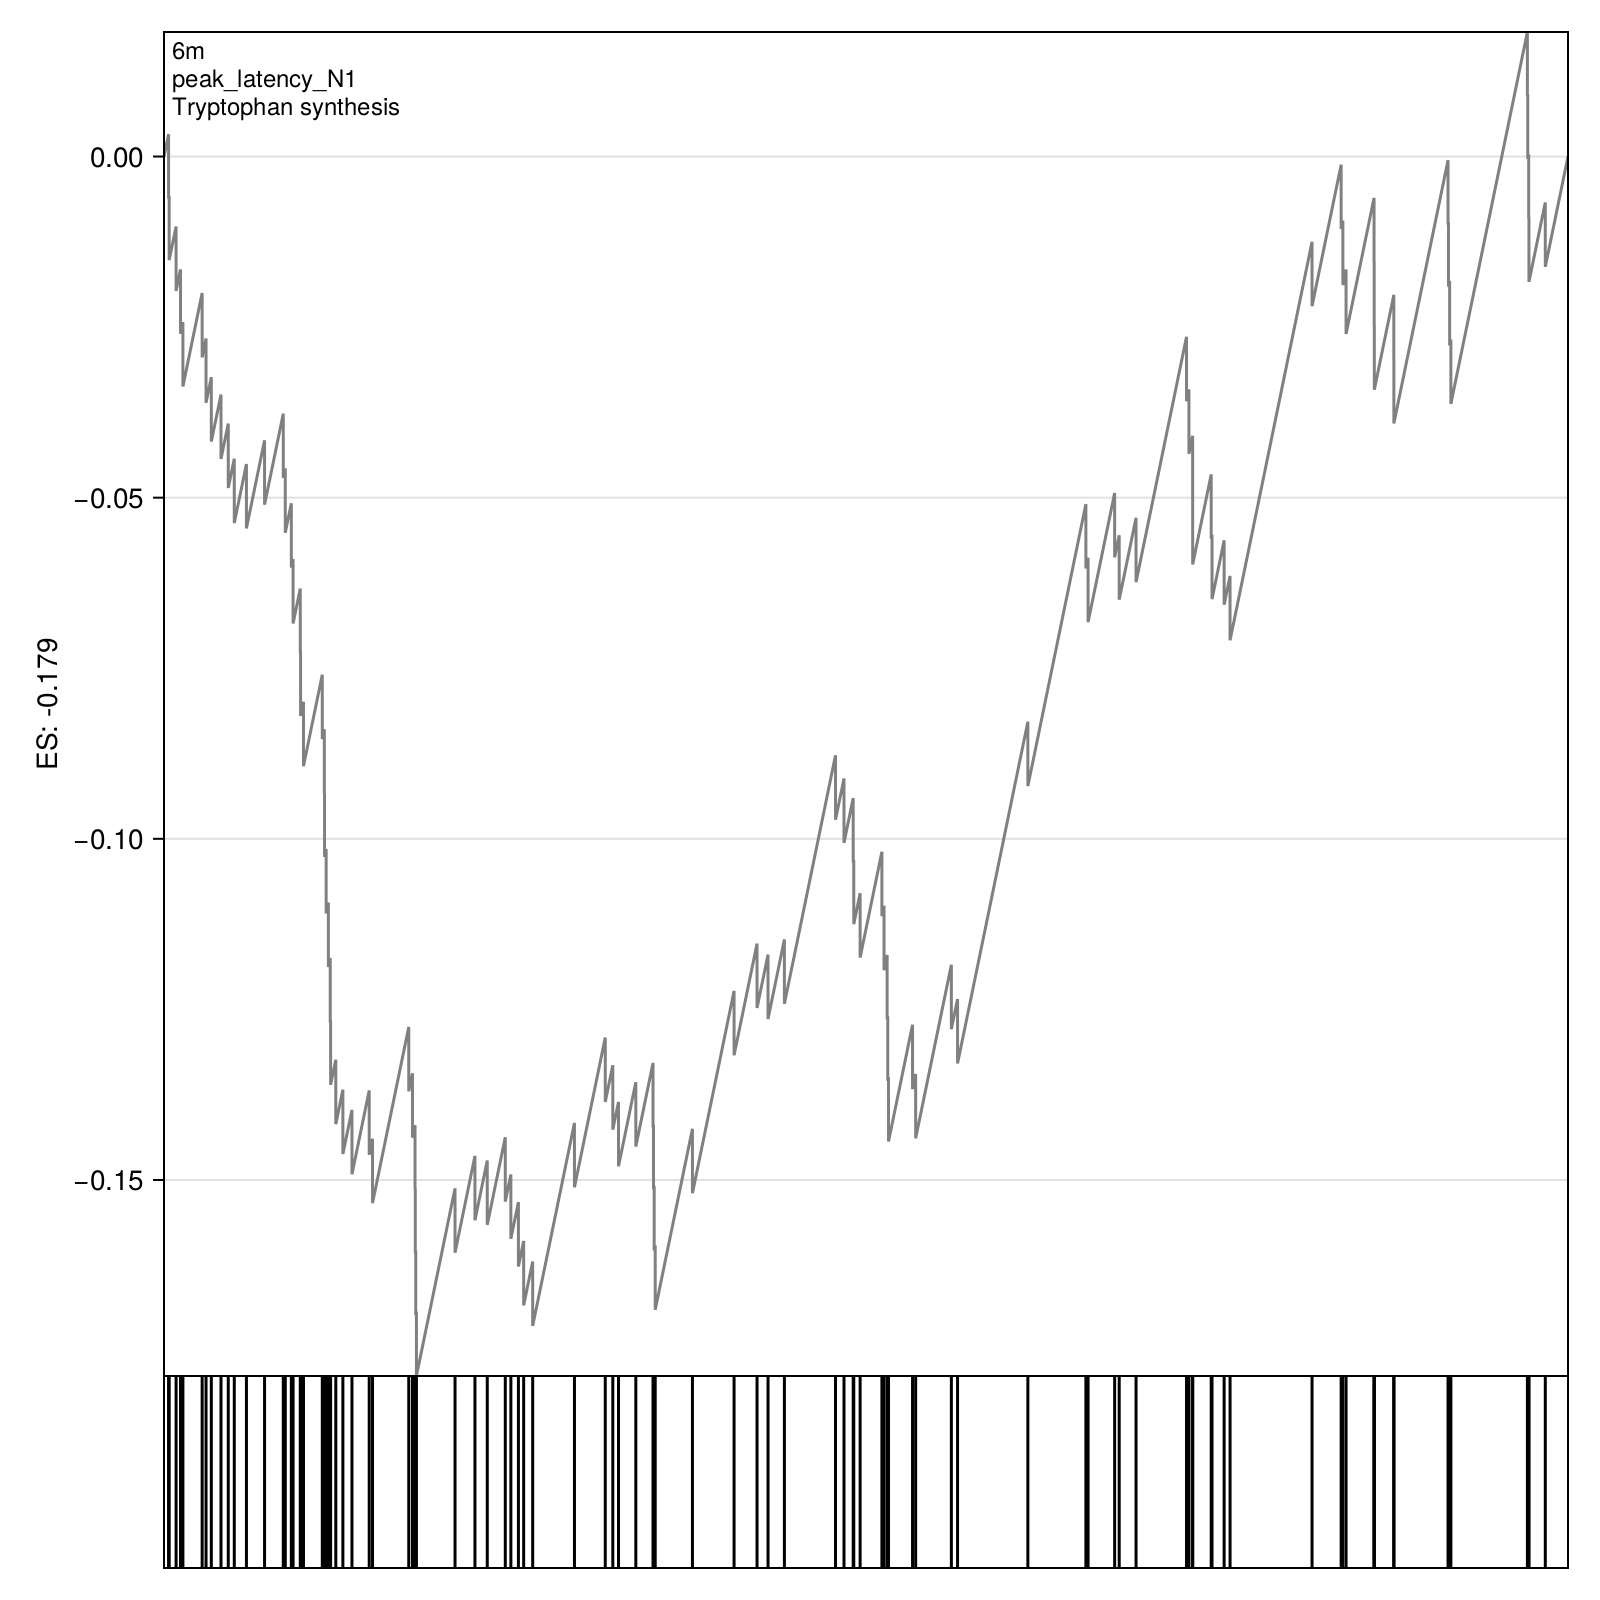 6m
peak_latency_N1
Tryptophan synthesis
0.00
−0.05
−0.10
−0.15
ES: -0.179